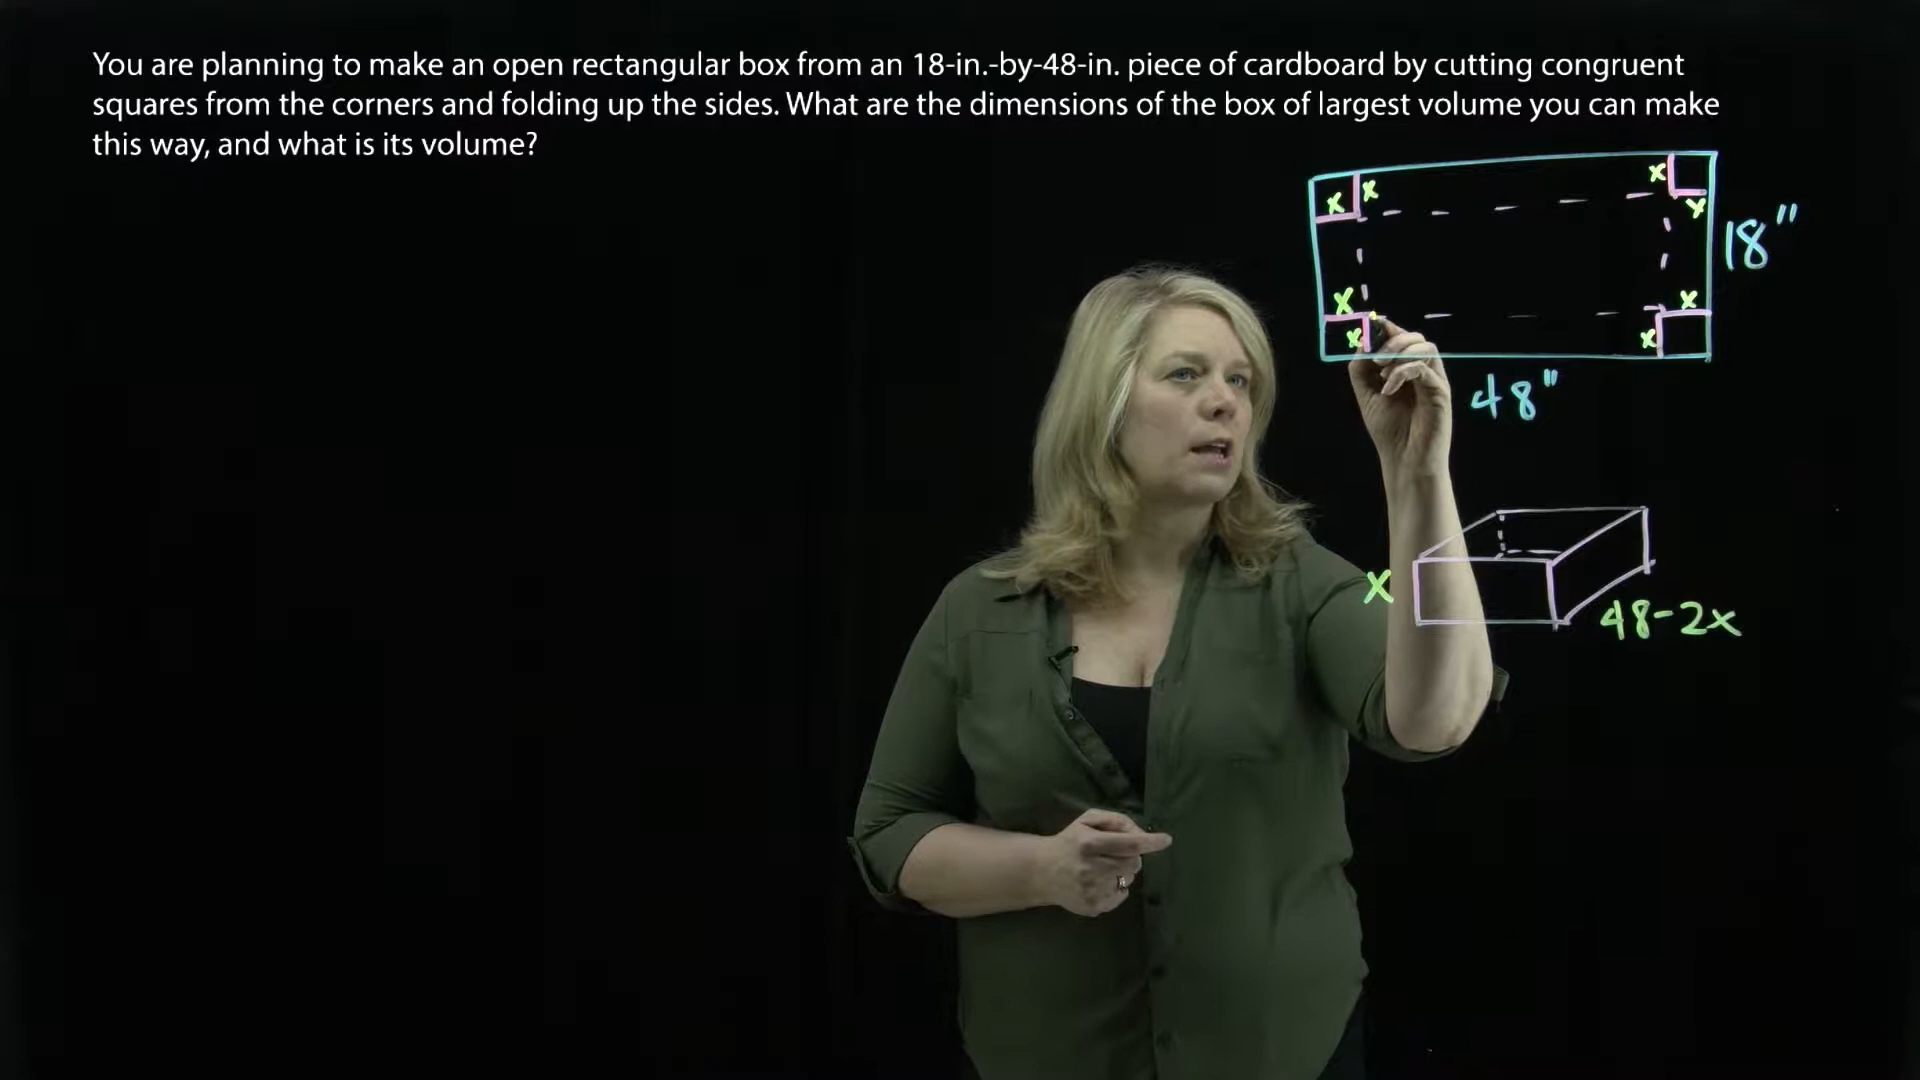 You are planning to make an open rectangular box from an 18-in.-by-48-in. piece of cardboard by cutting congruent
squares from the corners and folding up the sides. What are the dimensions of the box of largest volume you can make
this way, and what is its volume?
x x x
x
18"
x x
x x
48"
x
48-2x